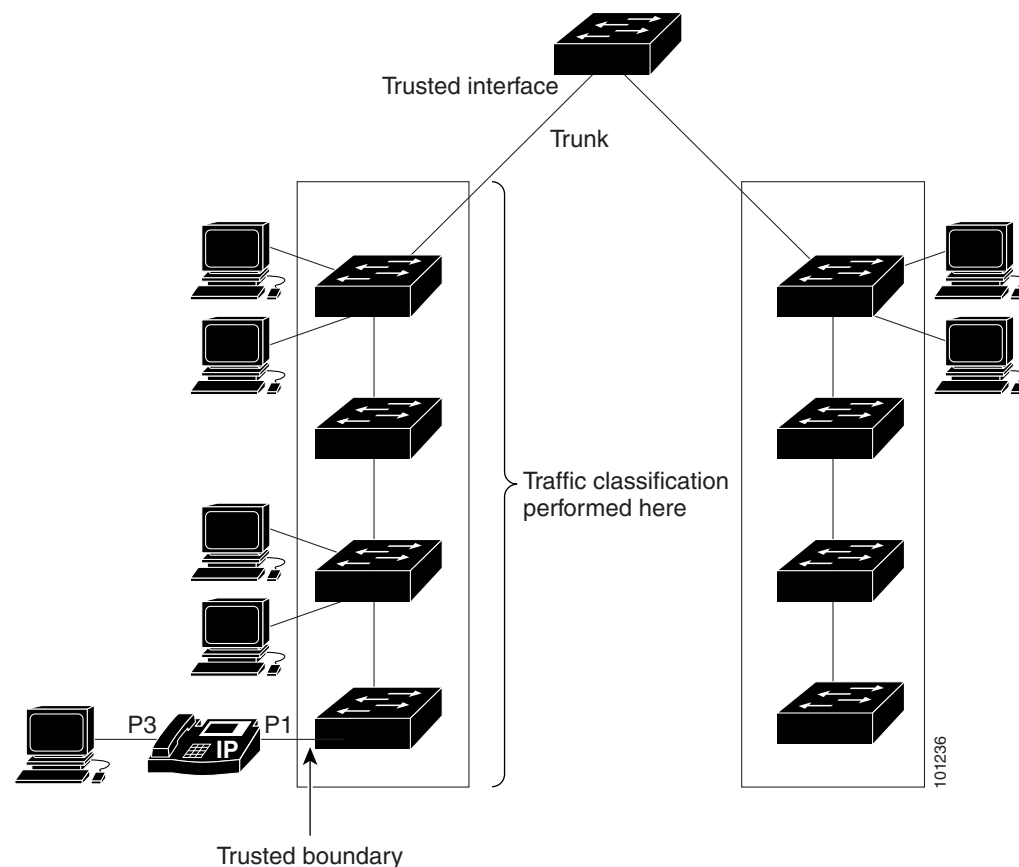 Trusted interface
Trunk
Traffic classification
performed here
P3
IP
P1
101236
Trusted boundary